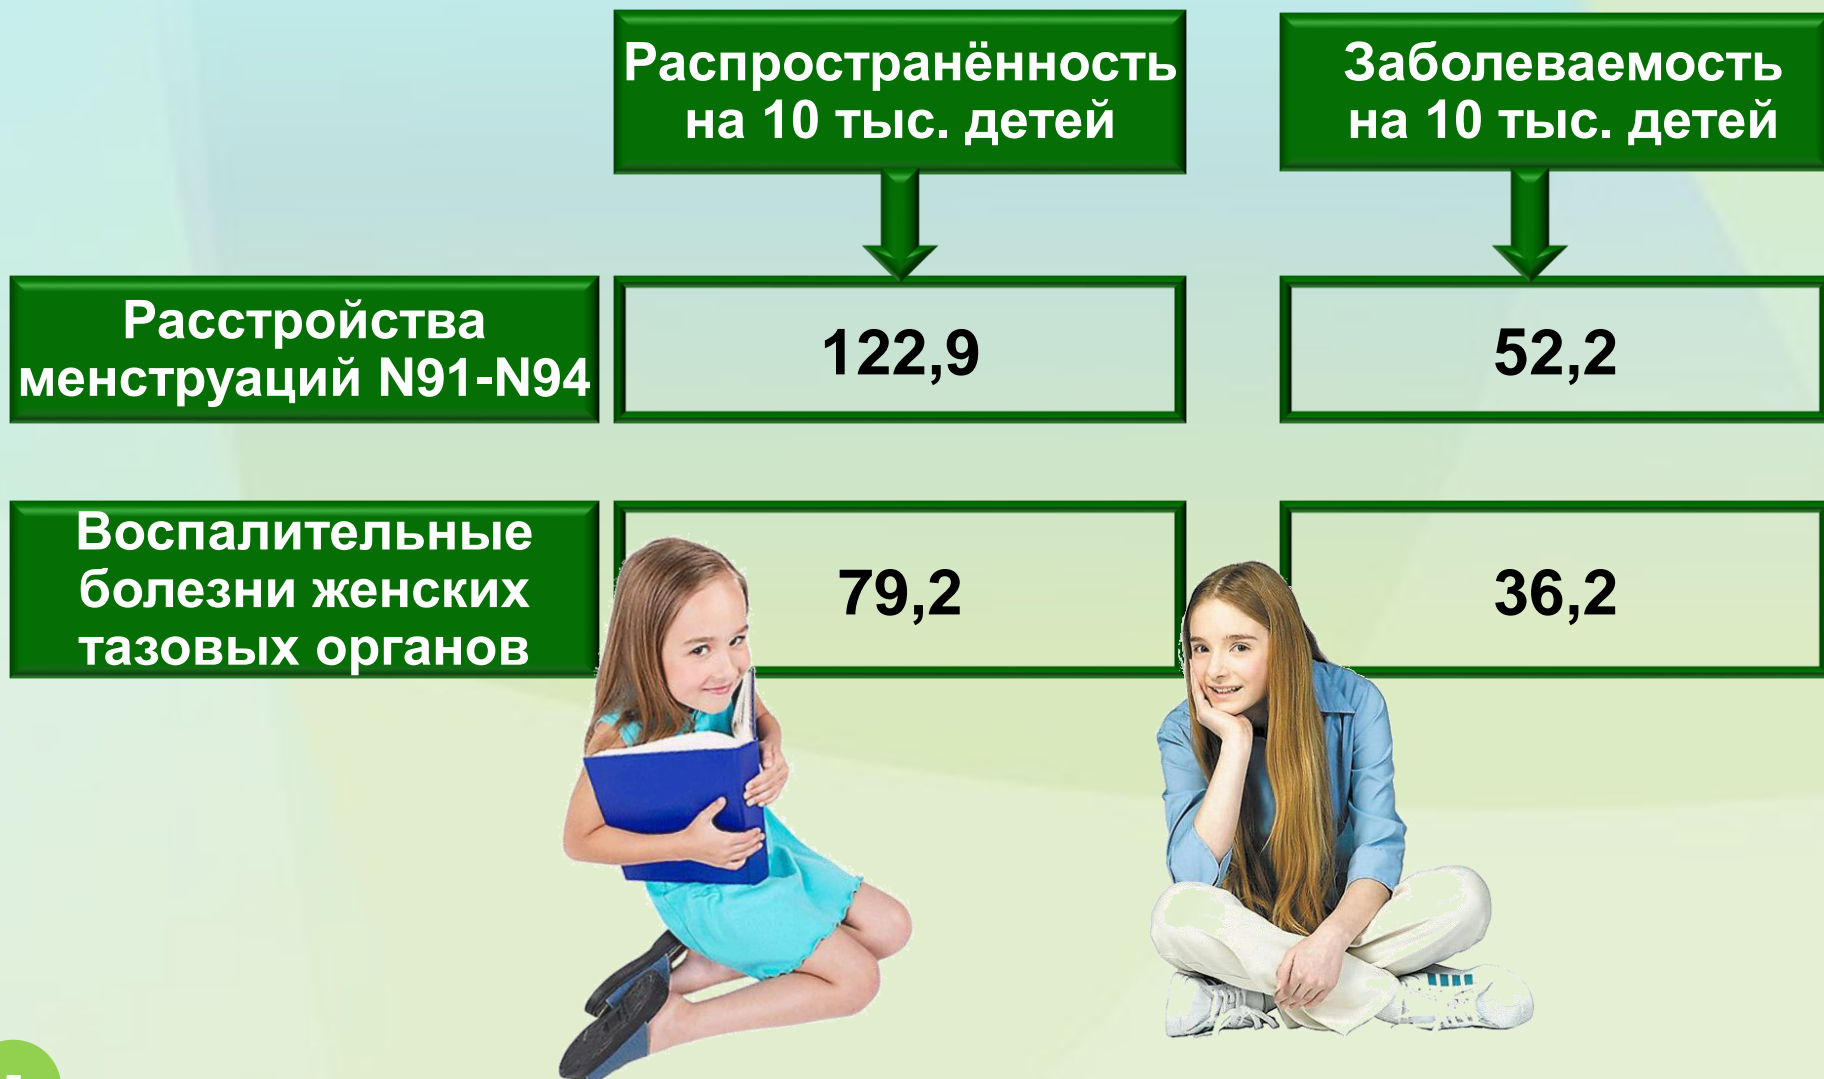 Распространённость
на 10 тыс. детей
Заболеваемость
на 10 тыс. детей
Расстройства
менструаций N91-N94
122,9
52,2
Воспалительные
болезни женских
тазовых органов
79,2
36,2